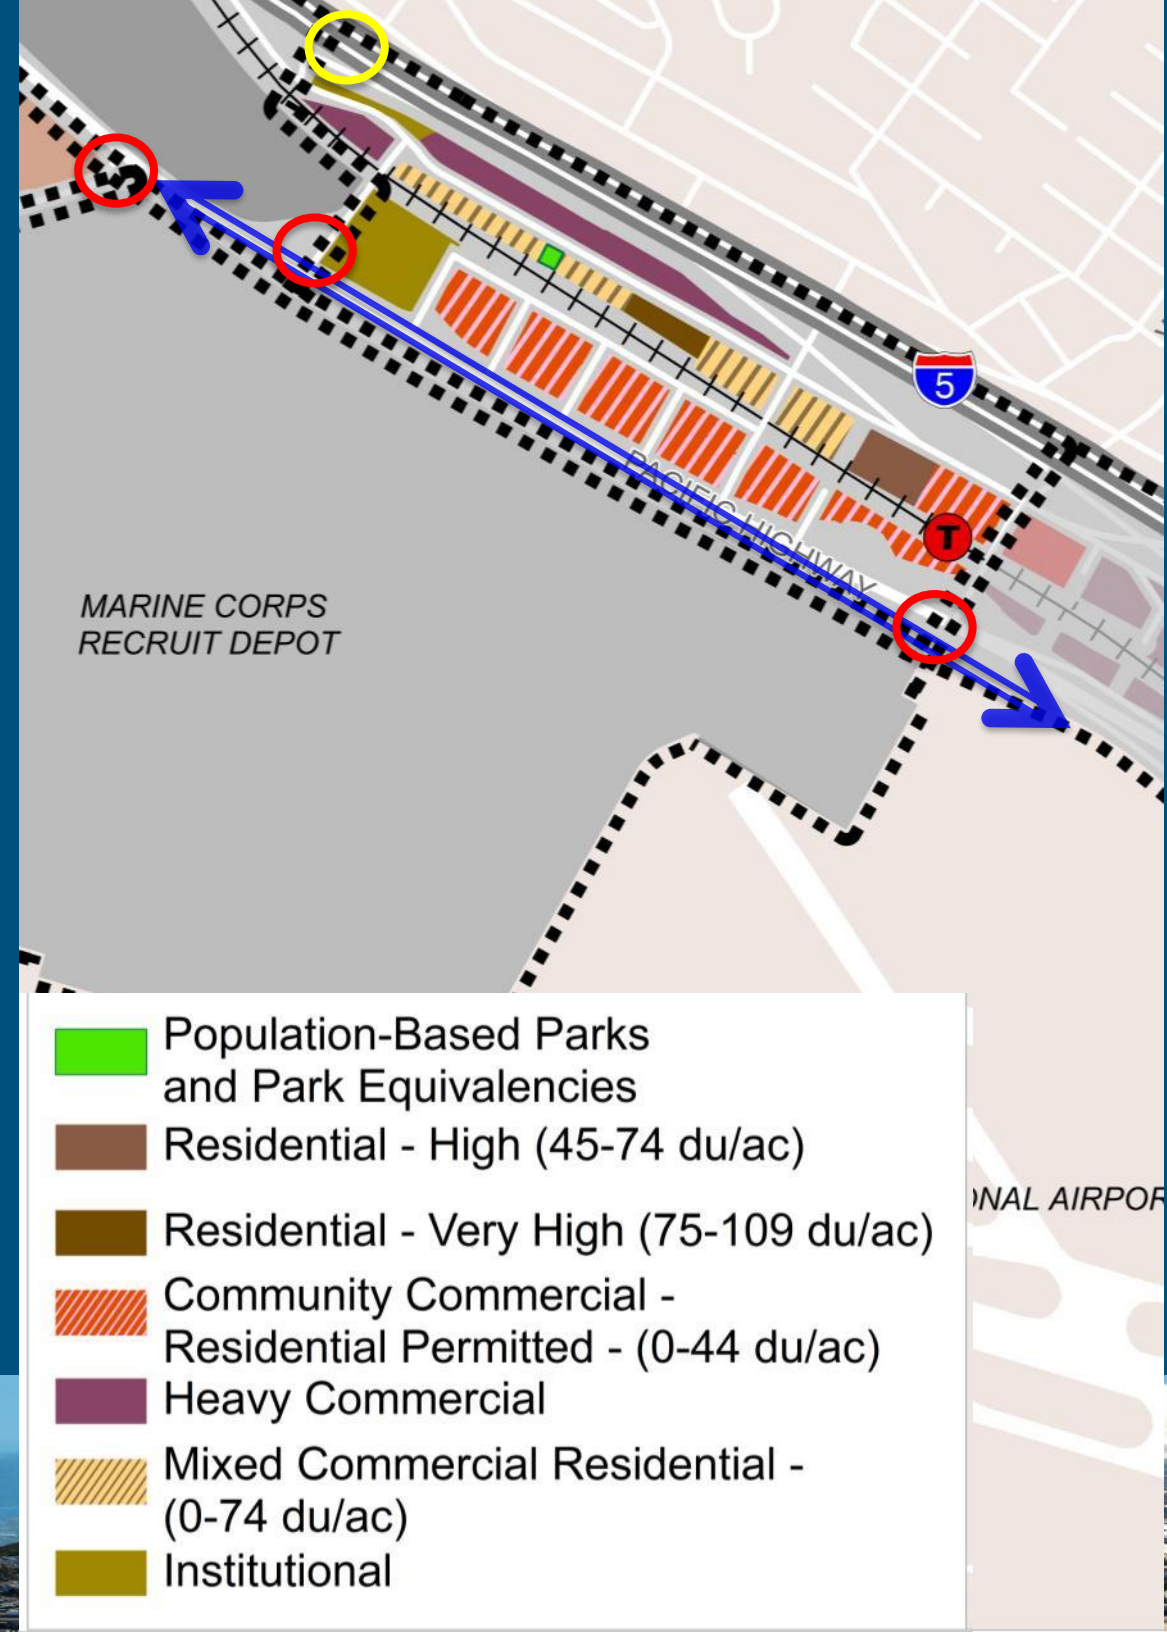 5
PACIFIC HIGHWAY
T
MARINE CORPS
RECRUIT DEPOT
Population-Based Parks
and Park Equivalencies
Residential - High (45-74 du/ac)
Residential - Very High (75-109 du/ac)
ONAL AIRPOR
Community Commercial -
Residential Permitted - (0-44 du/ac)
Heavy Commercial
Mixed Commercial Residential -
(0-74 du/ac)
Institutional